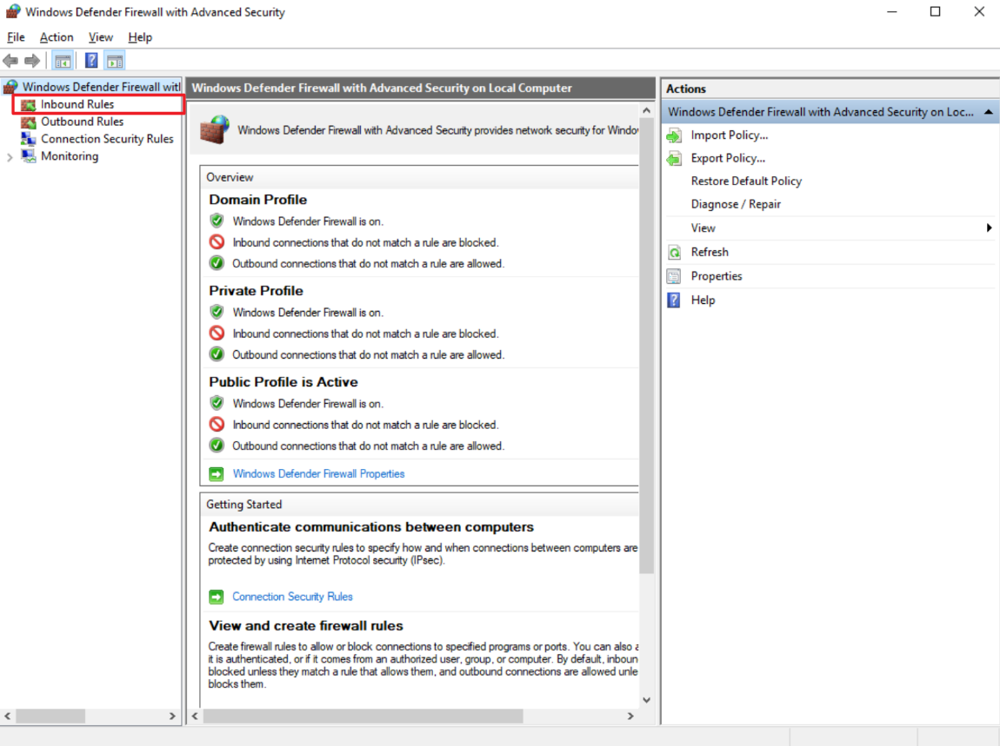 Windows Defender Firewall with Advanced Security
File Action View Help
Windows Defender Firewall with
Inbound Rules
Outbound Rules
Connection Security Rules
Monitoring
Windows Defender Firewall with Advanced Security on Local Computer
Windows Defender Firewall with Advanced Security provides network security for Window
Overview
Domain Profile
Windows Defender Firewall is on.
Inbound connections that do not match a rule are blocked.
Outbound connections that do not match a rule are allowed.
Private Profile
Windows Defender Firewall is on.
Inbound connections that do not match a rule are blocked.
Outbound connections that do not match a rule are allowed.
Public Profile is Active
Windows Defender Firewall is on.
Inbound connections that do not match a rule are blocked.
Outbound connections that do not match a rule are allowed.
Windows Defender Firewall Properties
Getting Started
Authenticate communications between computers
Create connection security rules to specify how and when connections between computers are
protected by using Internet Protocol security (IPsec).
Connection Security Rules
View and create firewall rules
Create firewall rules to allow or block connections to specified programs or ports. You can also a
it is authenticated, or if it comes from an authorized user, group, or computer. By default, inboun
blocked unless they match a rule that allows them, and outbound connections are allowed unle
blocks them.
Actions
Windows Defender Firewall with Advanced Security on Loc...
Import Policy...
Export Policy...
Restore Default Policy
Diagnose / Repair
View
Refresh
Properties
Help